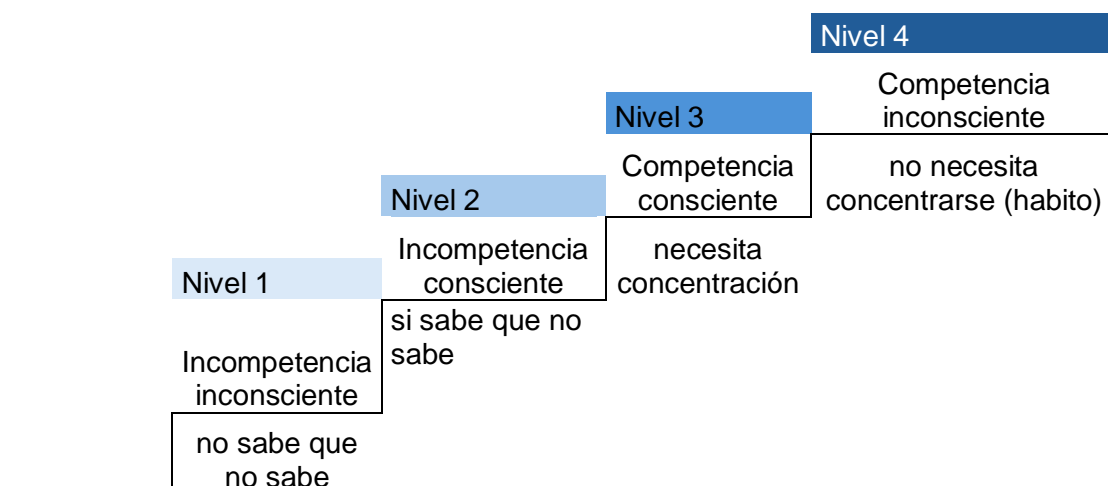 Nivel 4
Competencia
inconsciente
no necesita
concentrarse (habito)
Nivel 3
Competencia
consciente
necesita
concentración
Nivel 2
Incompetencia
consciente
si sabe que no
sabe
Nivel 1
Incompetencia
inconsciente
no sabe que
no sabe